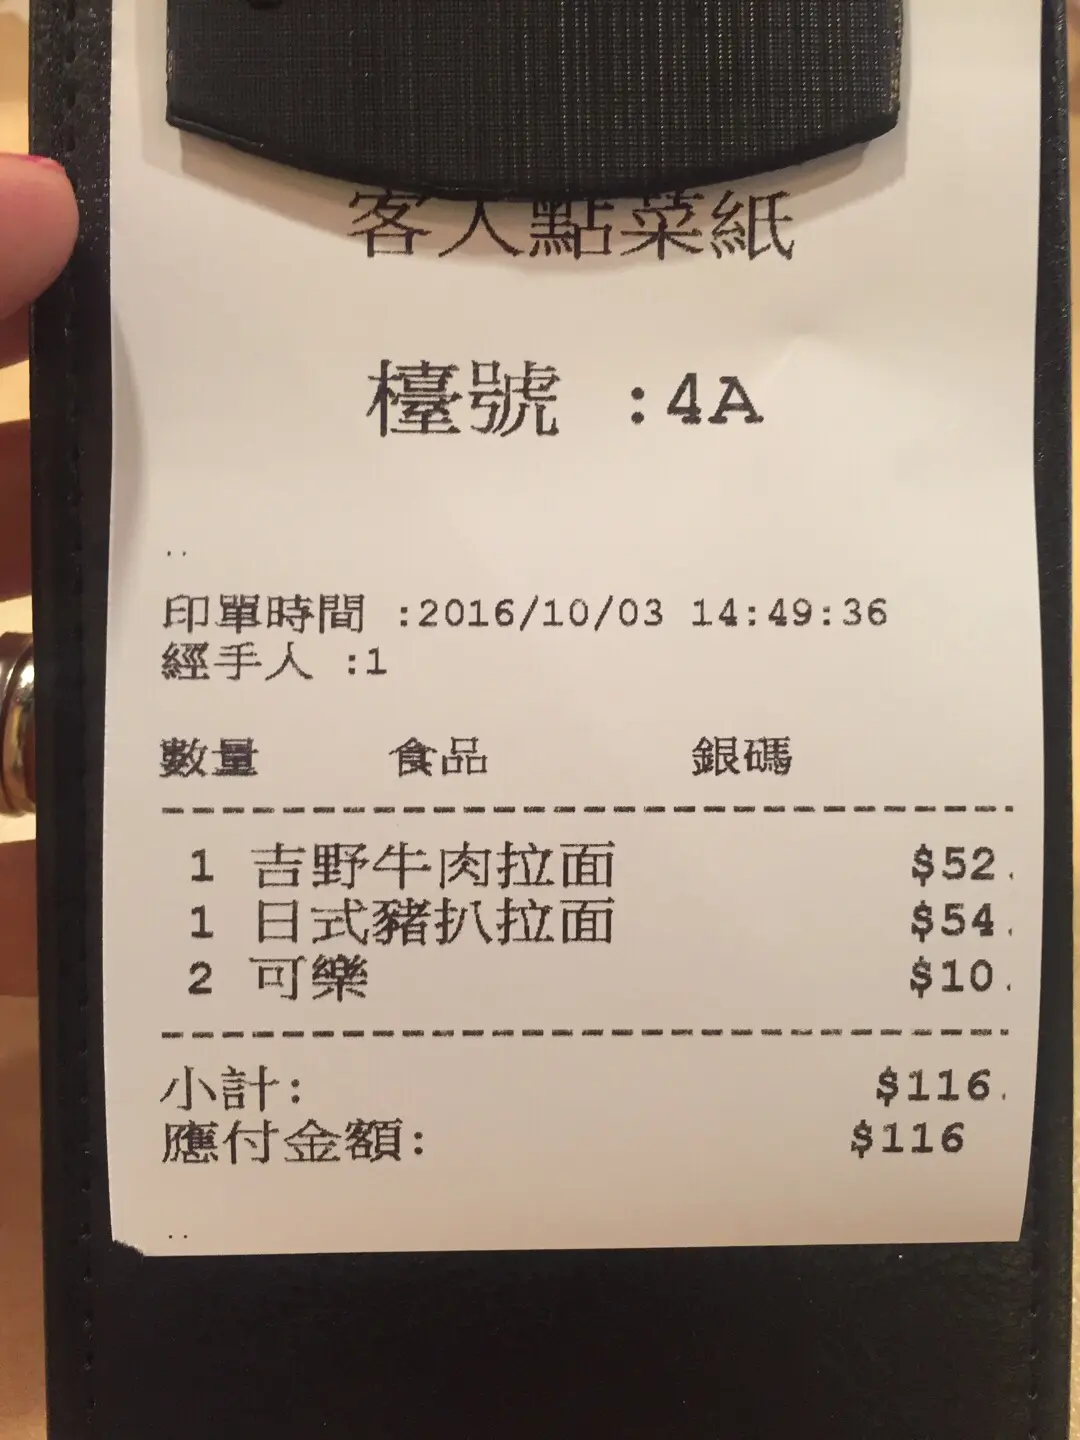 客人點菜紙
檯號 :4A
..
印單時間 :2016/10/03 14:49:36
經手人 :1
數量 食品 銀碼
--------------------------------
1 吉野牛肉拉面 $52.
1 日式豬扒拉面 $54.
2 可樂 $10.
--------------------------------
小計: $116.
應付金額: $116
..